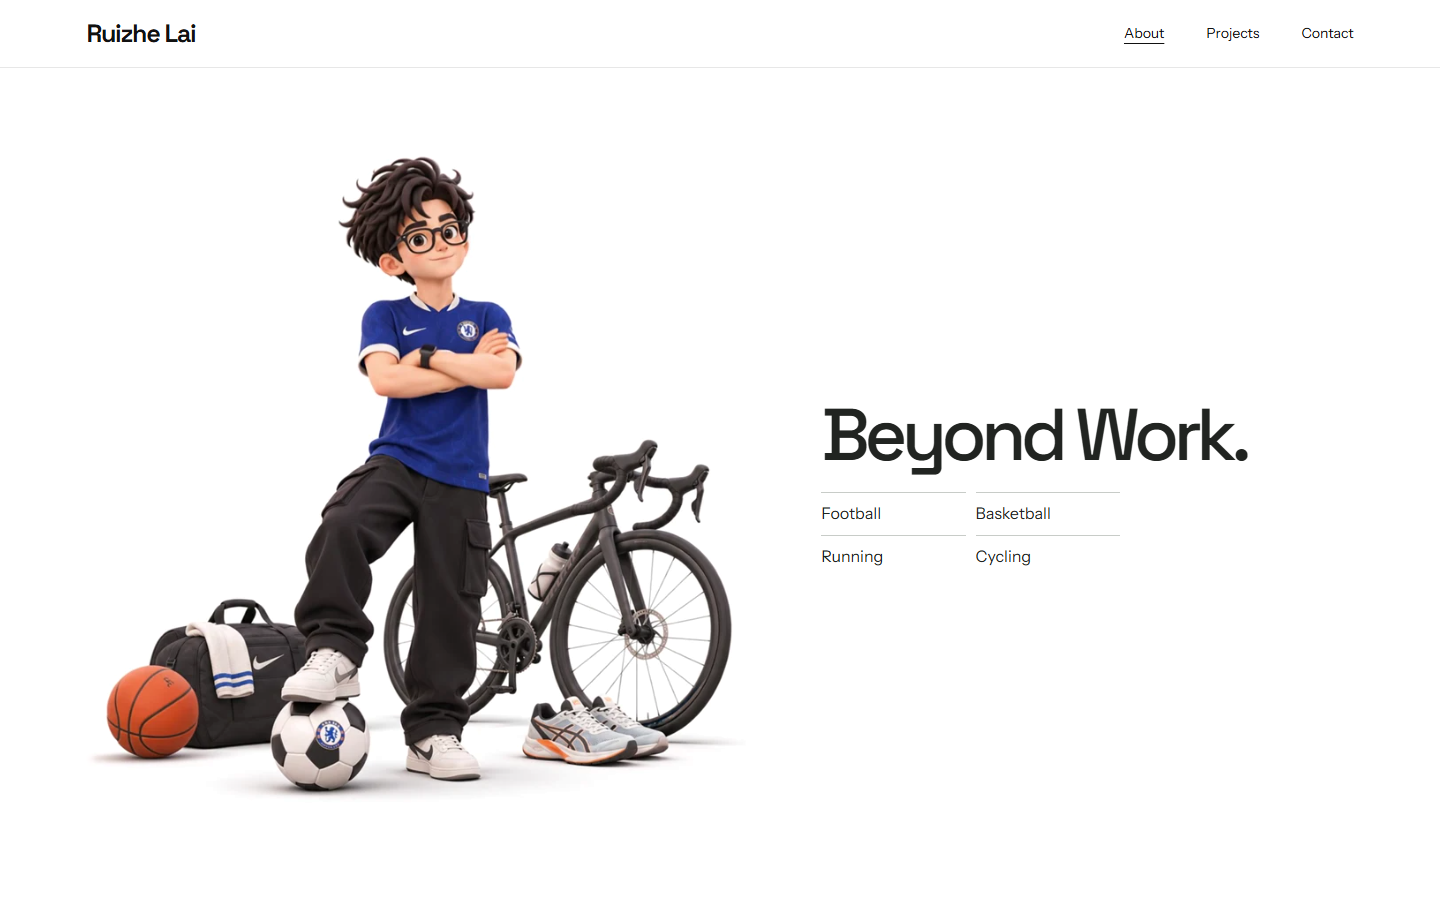 Ruizhe Lai
About Projects Contact
Beyond Work.
Football Basketball
Running Cycling